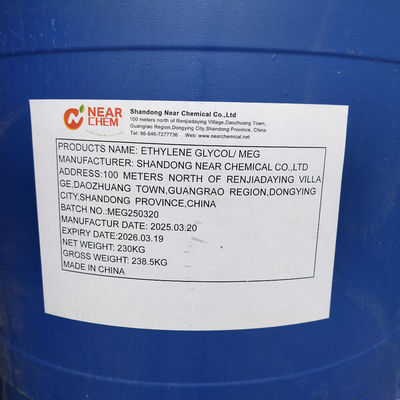 NEAR
CHEM
Shandong Near Chemical Co.,Ltd
100 meters north of Renjiadaying Village,Daozhuang Town,
Guangrao Region,Dongying City,Shandong Province, China
Tel: 86-546-7277736 Web: www.nearchemical.net
PRODUCTS NAME: ETHYLENE GLYCOL/ MEG
MANUFACTURER: SHANDONG NEAR CHEMICAL CO.,LTD
ADDRESS:100 METERS NORTH OF RENJIADAYING VILLA
GE,DAOZHUANG TOWN,GUANGRAO REGION,DONGYING
CITY,SHANDONG PROVINCE,CHINA
BATCH NO.:MEG250320
MANUFACTUR DATE: 2025.03.20
EXPIRY DATE:2026.03.19
NET WEIGHT: 230KG
GROSS WEIGHT: 238.5KG
MADE IN CHINA